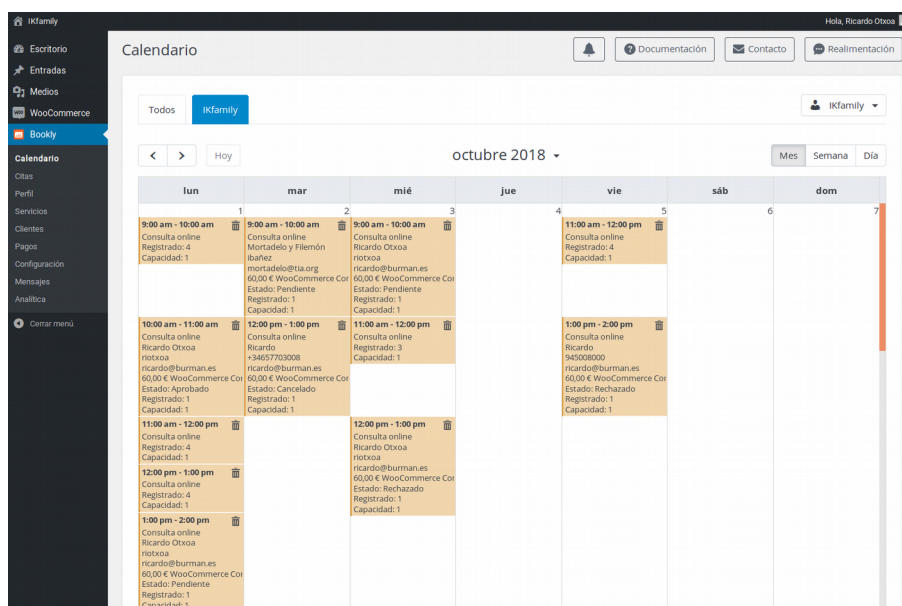 IKfamily
Hola, Ricardo Otxoa
Escritorio
Entradas
Medios
WooCommerce
Bookly
Calendario
Citas
Perfil
Servicios
Clientes
Pagos
Configuración
Mensajes
Analítica
Cerrar menú
Calendario
Documentación
Contacto
Realimentación
Todos
IKfamily
IKfamily
Hoy
octubre 2018
Mes
Semana
Día
lun mar mié jue vie sáb dom
1 2 3 4 5 6 7
9:00 am - 10:00 am
Consulta online
Registrado: 4
Capacidad: 1
9:00 am - 10:00 am
Consulta online
Mortadelo y Filemón
ibañez
mortadelo@tia.org
60,00 € WooCommerce Cor
Estado: Pendiente
Registrado: 1
Capacidad: 1
9:00 am - 10:00 am
Consulta online
Ricardo Otxoa
riotxoa
ricardo@burman.es
60,00 € WooCommerce Cor
Estado: Pendiente
Registrado: 1
Capacidad: 1
11:00 am - 12:00 pm
Consulta online
Registrado: 4
Capacidad: 1
10:00 am - 11:00 am
Consulta online
Ricardo Otxoa
riotxoa
ricardo@burman.es
60,00 € WooCommerce Cor
Estado: Aprobado
Registrado: 1
Capacidad: 1
12:00 pm - 1:00 pm
Consulta online
Ricardo
+34657703008
ricardo@burman.es
60,00 € WooCommerce Cor
Estado: Cancelado
Registrado: 1
Capacidad: 1
11:00 am - 12:00 pm
Consulta online
Registrado: 3
Capacidad: 1
1:00 pm - 2:00 pm
Consulta online
Ricardo
945008000
ricardo@burman.es
60,00 € WooCommerce Cor
Estado: Rechazado
Registrado: 1
Capacidad: 1
11:00 am - 12:00 pm
Consulta online
Registrado: 4
Capacidad: 1
12:00 pm - 1:00 pm
Consulta online
Ricardo Otxoa
riotxoa
ricardo@burman.es
60,00 € WooCommerce Cor
Estado: Rechazado
Registrado: 1
Capacidad: 1
12:00 pm - 1:00 pm
Consulta online
Registrado: 4
Capacidad: 1
1:00 pm - 2:00 pm
Consulta online
Ricardo Otxoa
riotxoa
ricardo@burman.es
60,00 € WooCommerce Cor
Estado: Pendiente
Registrado: 1
Capacidad: 1